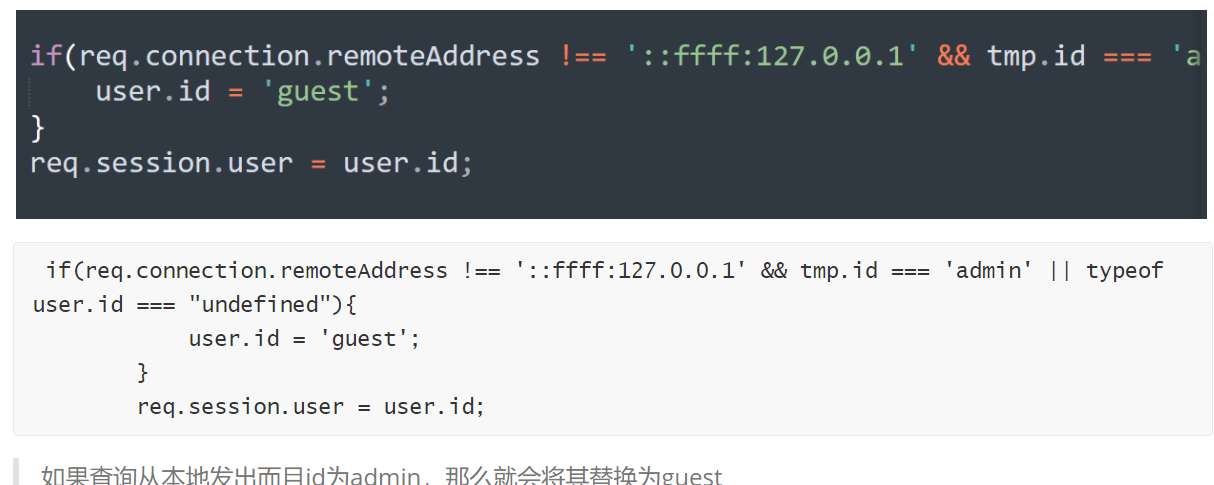 if(req.connection.remoteAddress !== '::ffff:127.0.0.1' && tmp.id === 'a
user.id = 'guest';
}
req.session.user = user.id;
if(req.connection.remoteAddress !== '::ffff:127.0.0.1' && tmp.id === 'admin' || typeof
user.id === "undefined"){
user.id = 'guest';
}
req.session.user = user.id;
如果查询从本地发出而且id为admin，那么就会将其替换为guest